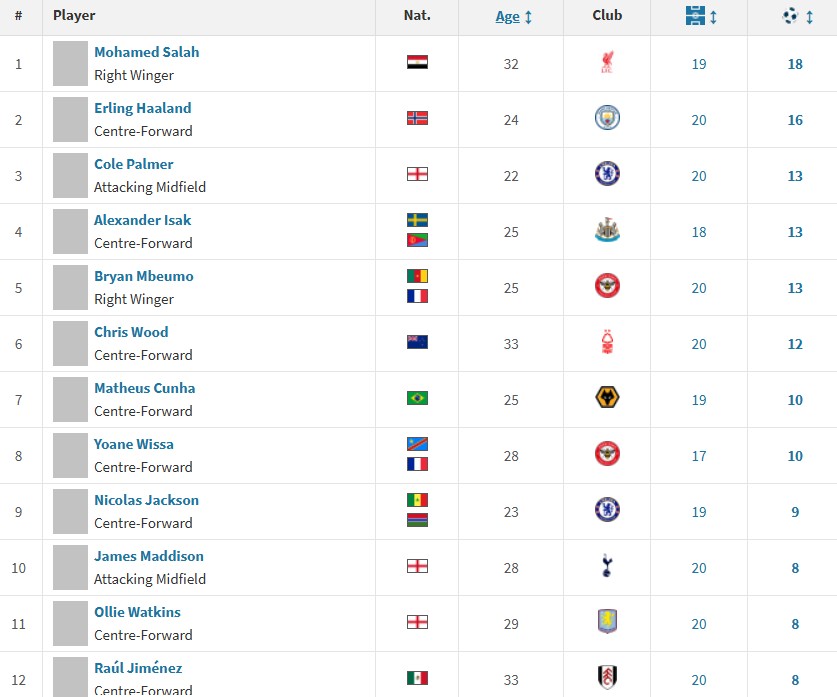 # Player Nat. Age Club
1 Mohamed Salah 32 19 18
Right Winger
2 Erling Haaland 24 20 16
Centre-Forward
3 Cole Palmer 22 20 13
Attacking Midfield
4 Alexander Isak 25 18 13
Centre-Forward
5 Bryan Mbeumo 25 20 13
Right Winger
6 Chris Wood 33 20 12
Centre-Forward
7 Matheus Cunha 25 19 10
Centre-Forward
8 Yoane Wissa 28 17 10
Centre-Forward
9 Nicolas Jackson 23 19 9
Centre-Forward
10 James Maddison 28 20 8
Attacking Midfield
11 Ollie Watkins 29 20 8
Centre-Forward
12 Raúl Jiménez 33 20 8
Centre-Forward